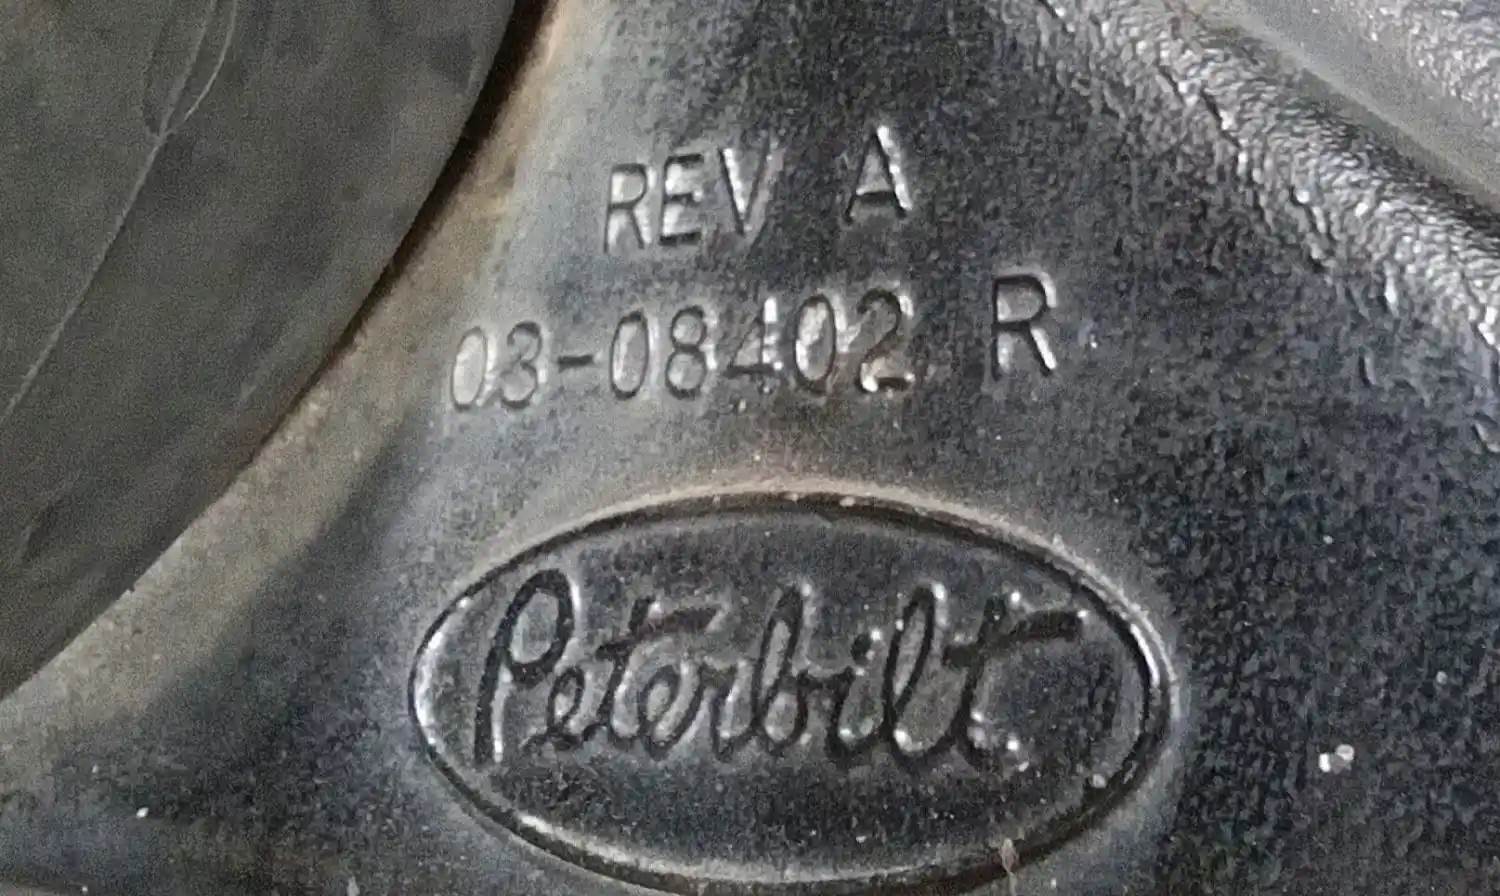 REV A
03-08402 R
Peterbilt